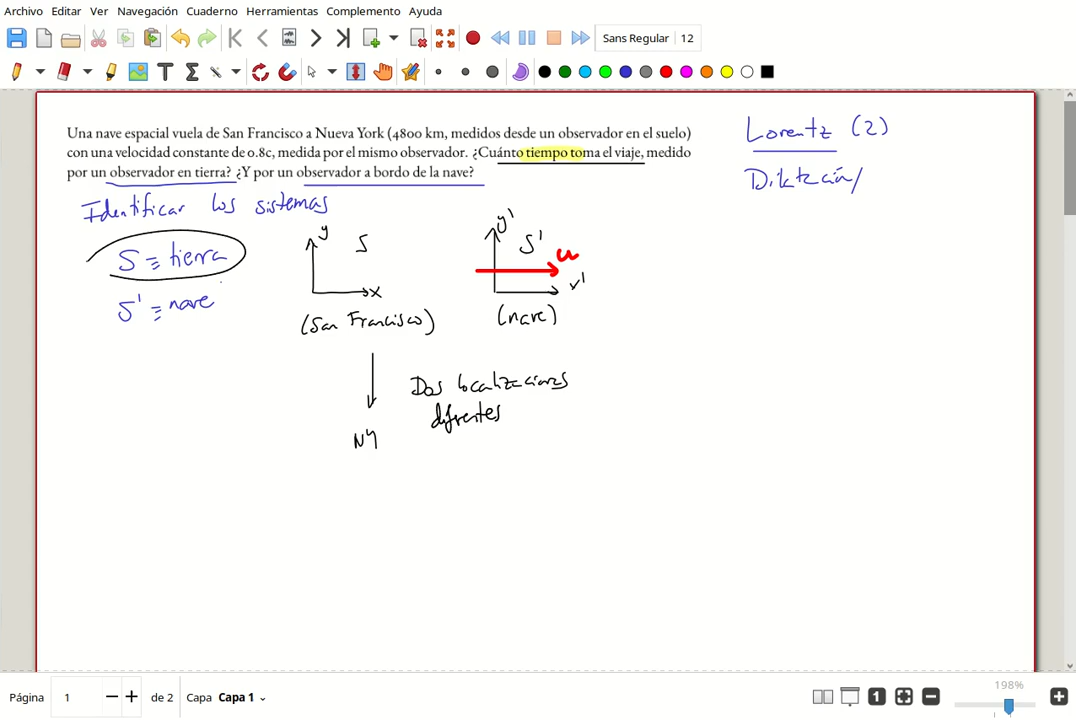 Archivo Editar Ver Navegación Cuaderno Herramientas Complemento Ayuda
Sans Regular 12
Una nave espacial vuela de San Francisco a Nueva York (4800 km, medidos desde un observador en el suelo)
con una velocidad constante de 0.8c, medida por el mismo observador. ¿Cuánto tiempo toma el viaje, medido
por un observador en tierra? ¿Y por un observador a bordo de la nave?
Lorentz (2)
Dilatación/
Identificar los sistemas
S ≡ tierra
S' ≡ nave
y S
x
(San Francisco)
y' S' u
x'
(nave)
Dos localizaciones
difrentes
NY
Página 1 de 2 Capa Capa 1
198%